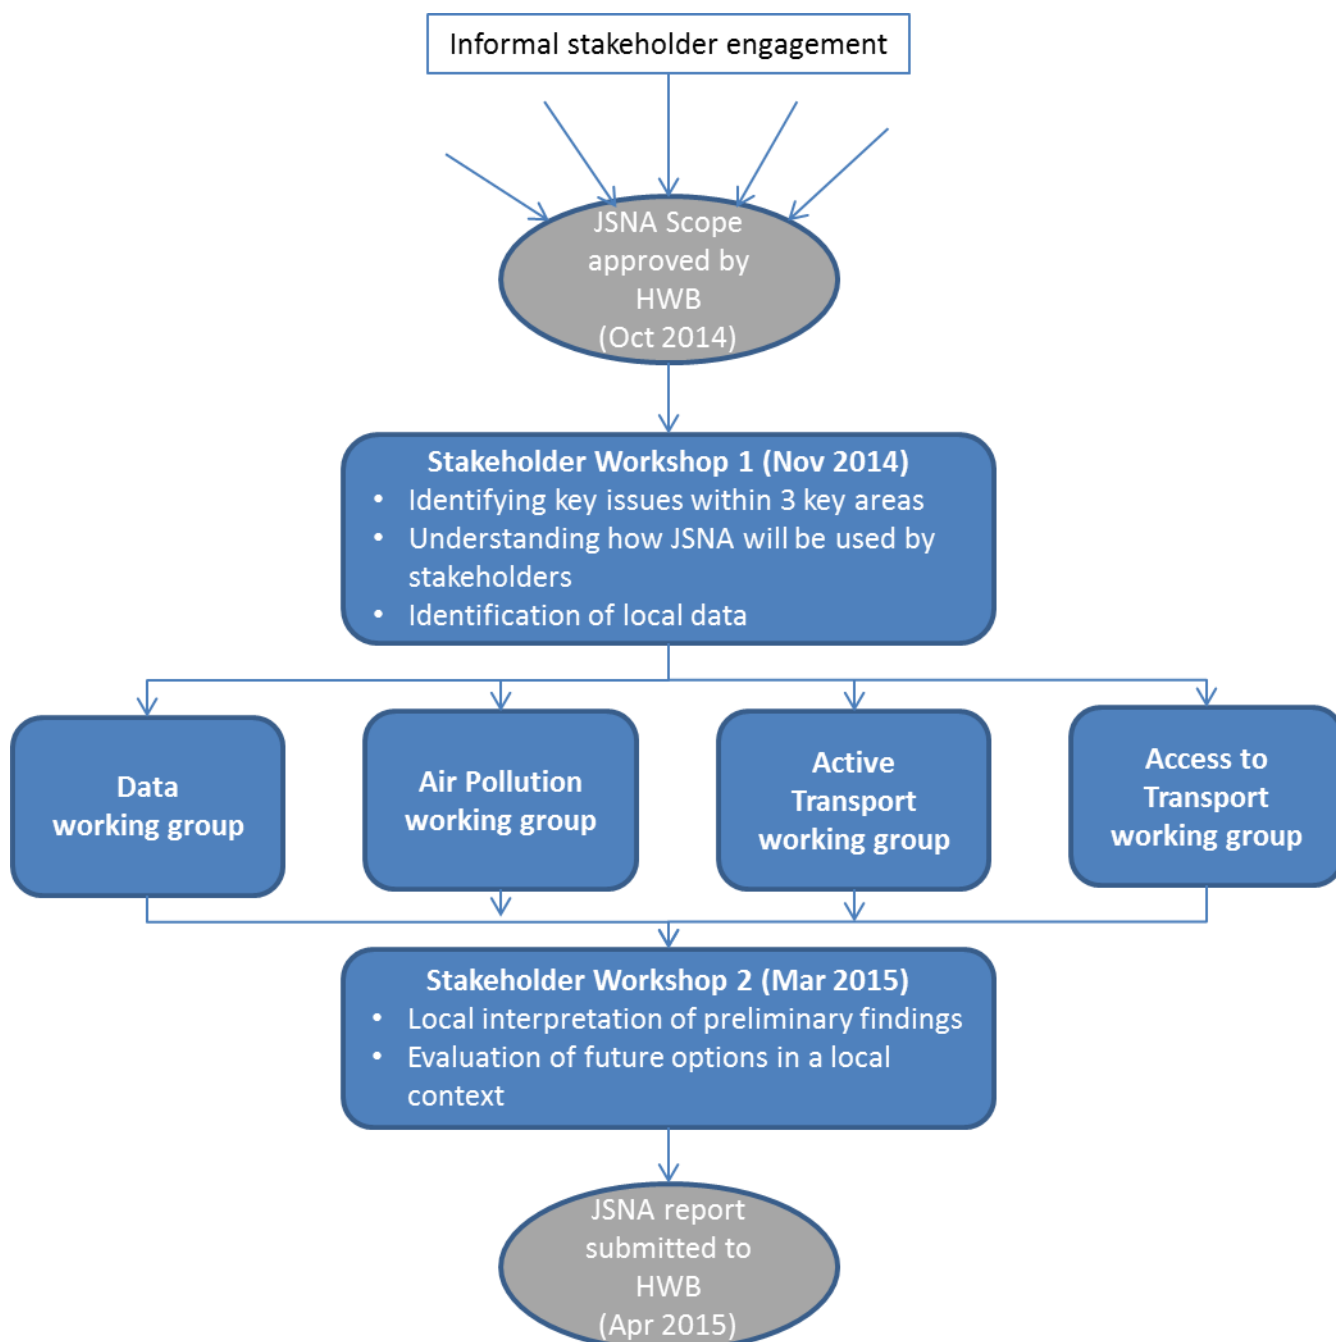 Informal stakeholder engagement
JSNA Scope
approved by
HWB
(Oct 2014)
Stakeholder Workshop 1 (Nov 2014)
• Identifying key issues within 3 key areas
• Understanding how JSNA will be used by
stakeholders
• Identification of local data
Data
working group
Air Pollution
working group
Active
Transport
working group
Access to
Transport
working group
Stakeholder Workshop 2 (Mar 2015)
• Local interpretation of preliminary findings
• Evaluation of future options in a local
context
JSNA report
submitted to
HWB
(Apr 2015)